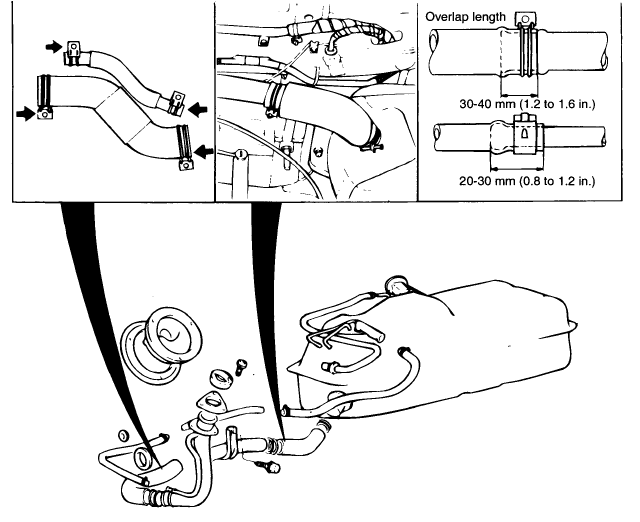 Overlap length
30-40 mm (1.2 to 1.6 in.)
20-30 mm (0.8 to 1.2 in.)